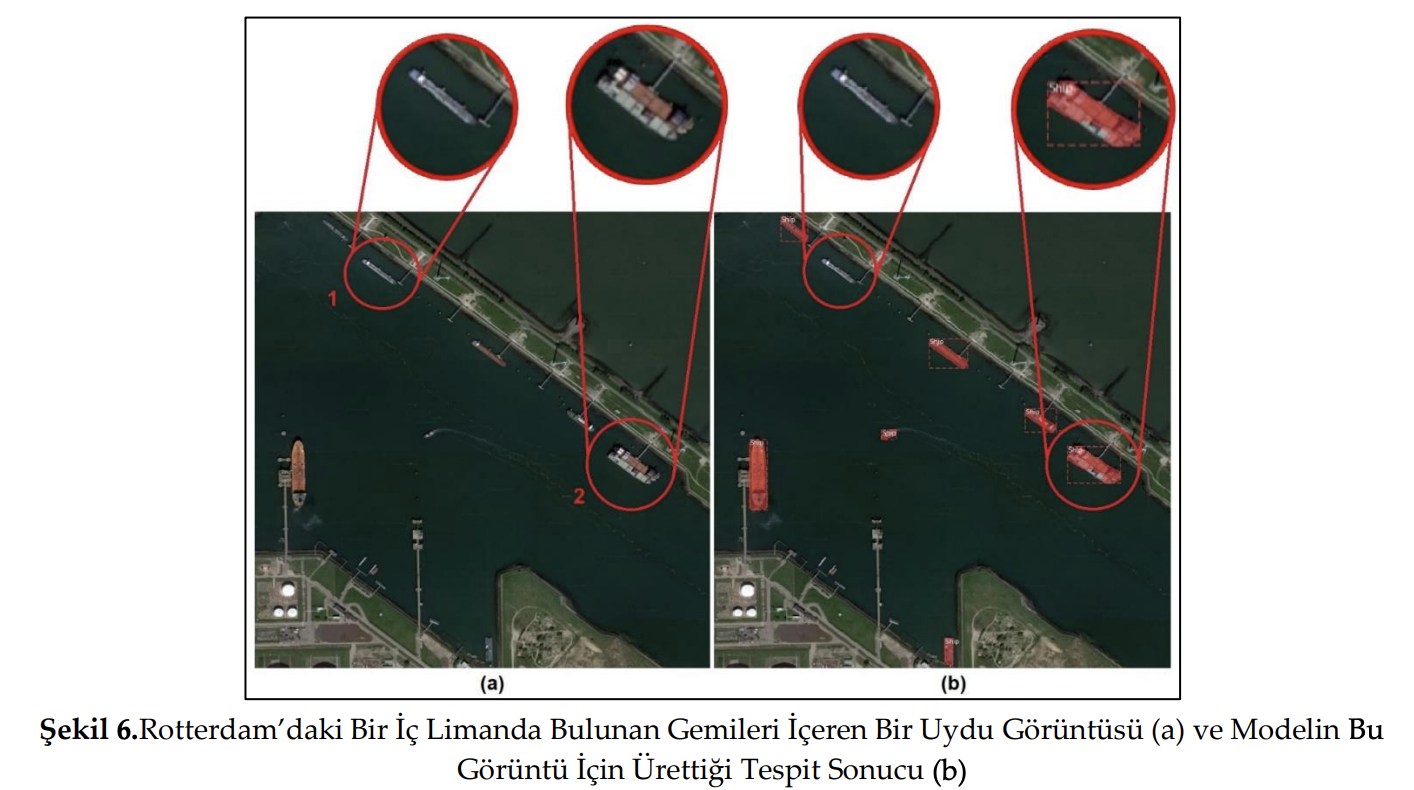 Ship
Ship
1
Ship
Ship
Ship
Ship
Ship
2
Ship
(a)
(b)
Şekil 6.Rotterdam’daki Bir İç Limanda Bulunan Gemileri İçeren Bir Uydu Görüntüsü (a) ve Modelin Bu
Görüntü İçin Ürettiği Tespit Sonucu (b)